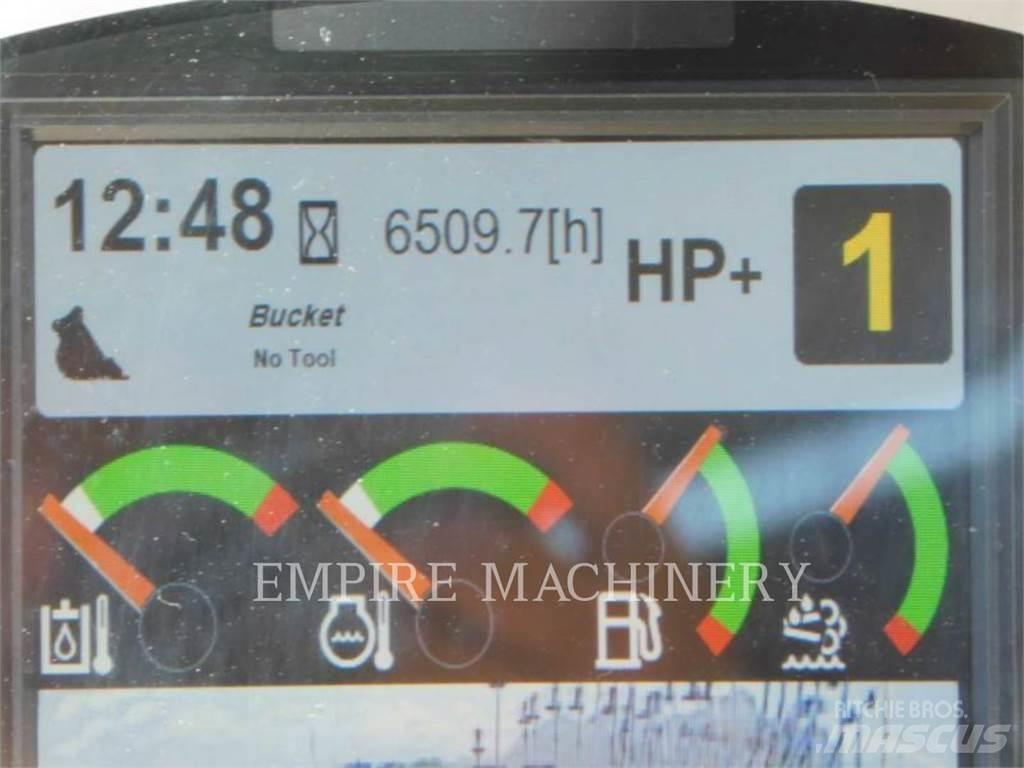 12:48 6509.7[h] HP+ 1
Bucket
No Tool
EMPIRE MACHINERY
RITCHIE BROS.
MASCUS